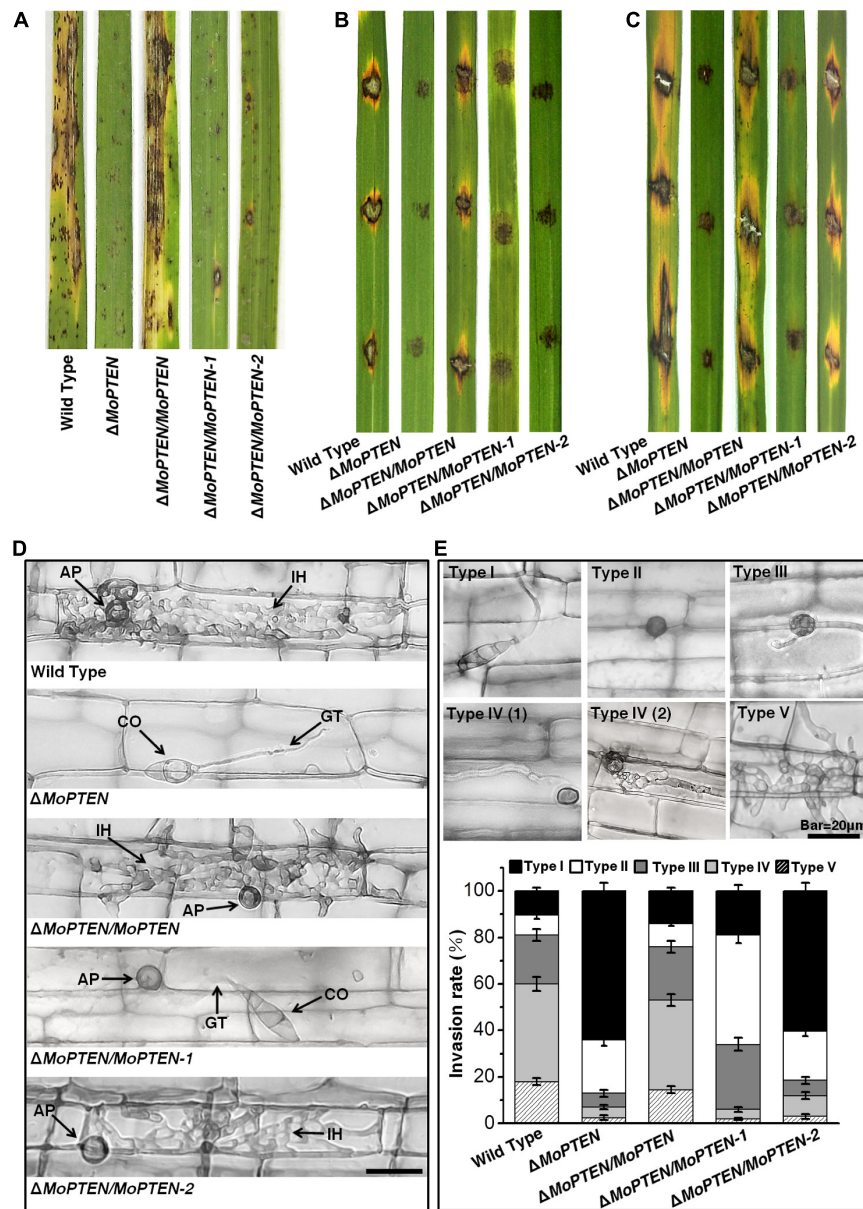 A
B
C
Wild Type
ΔMoPTEN
ΔMoPTEN/MoPTEN
ΔMoPTEN/MoPTEN-1
ΔMoPTEN/MoPTEN-2
Wild Type
ΔMoPTEN
ΔMoPTEN/MoPTEN
ΔMoPTEN/MoPTEN-1
ΔMoPTEN/MoPTEN-2
Wild Type
ΔMoPTEN
ΔMoPTEN/MoPTEN
ΔMoPTEN/MoPTEN-1
ΔMoPTEN/MoPTEN-2
D
AP
IH
Wild Type
CO
GT
ΔMoPTEN
IH
AP
ΔMoPTEN/MoPTEN
AP
GT
CO
ΔMoPTEN/MoPTEN-1
AP
IH
ΔMoPTEN/MoPTEN-2
E
Type I
Type II
Type III
Type IV (1)
Type IV (2)
Type V
Bar=20μm
Type I Type II Type III Type IV Type V
Invasion rate (%)
100
80
60
40
20
0
Wild Type
ΔMoPTEN
ΔMoPTEN/MoPTEN
ΔMoPTEN/MoPTEN-1
ΔMoPTEN/MoPTEN-2